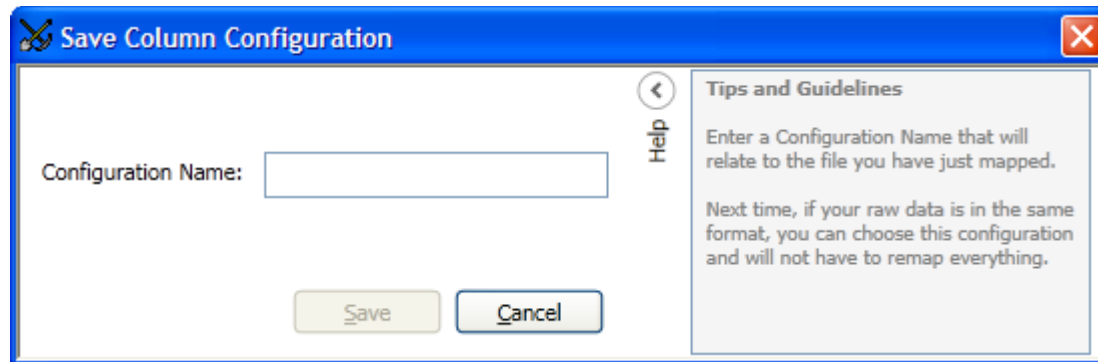 Save Column Configuration
Configuration Name:
Save
Cancel
Help
Tips and Guidelines
Enter a Configuration Name that will
relate to the file you have just mapped.
Next time, if your raw data is in the same
format, you can choose this configuration
and will not have to remap everything.